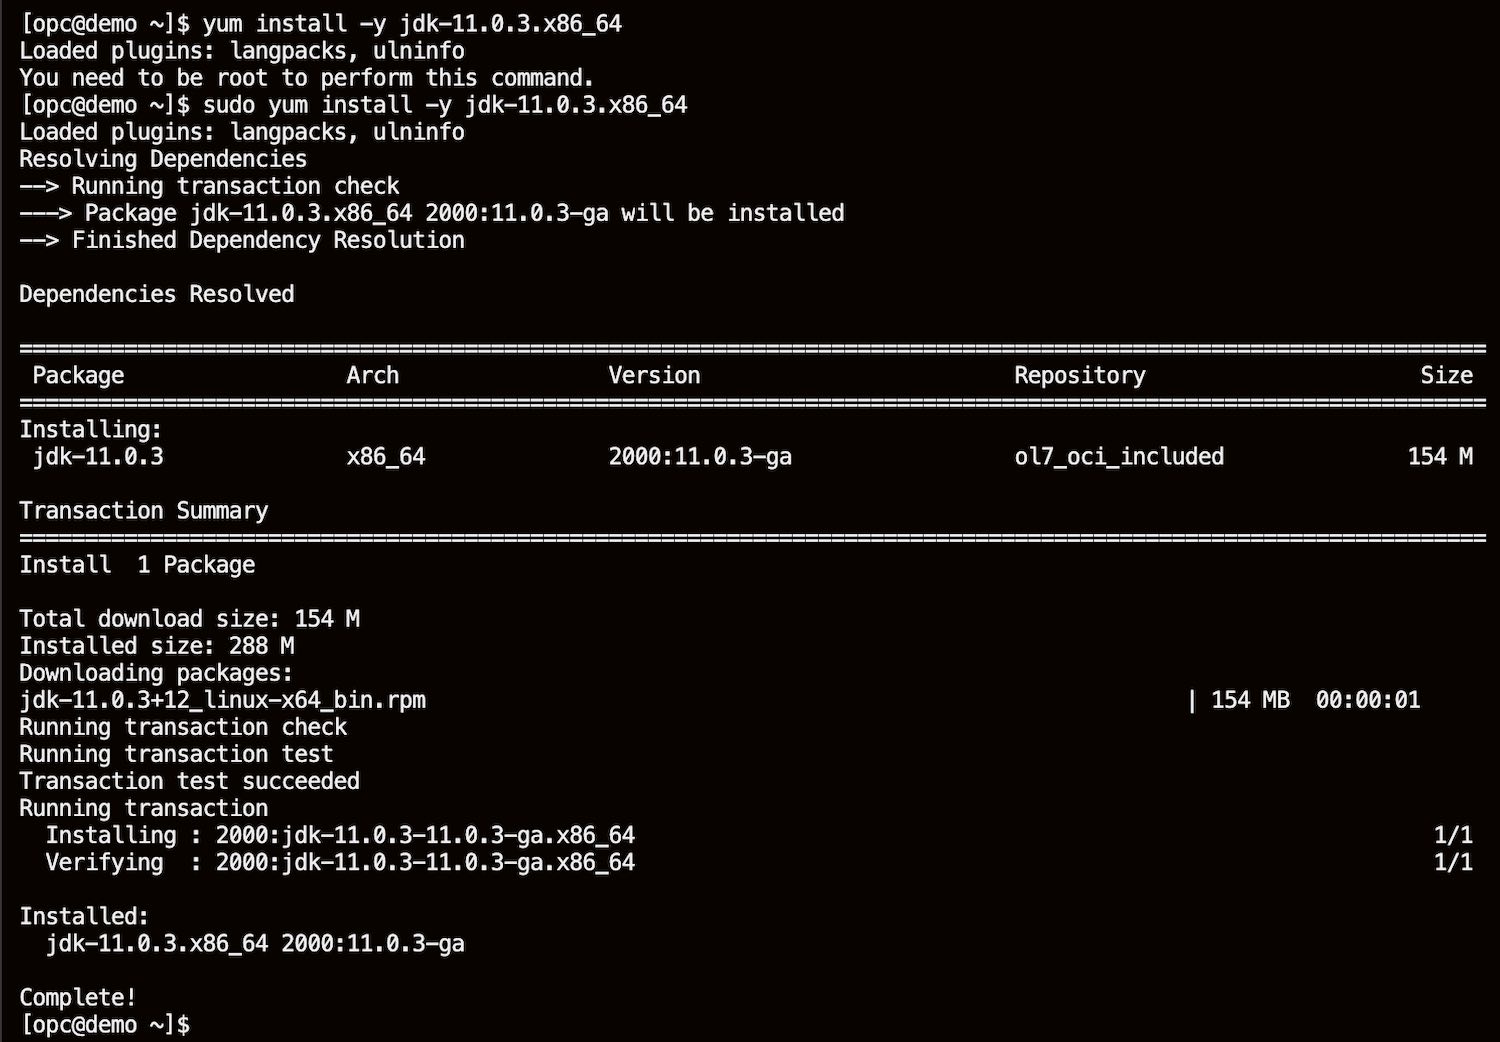 [opc@demo ~]$ yum install -y jdk-11.0.3.x86_64
Loaded plugins: langpacks, ulninfo
You need to be root to perform this command.
[opc@demo ~]$ sudo yum install -y jdk-11.0.3.x86_64
Loaded plugins: langpacks, ulninfo
Resolving Dependencies
--> Running transaction check
---> Package jdk-11.0.3.x86_64 2000:11.0.3-ga will be installed
--> Finished Dependency Resolution

Dependencies Resolved

================================================================================================================
 Package                 Arch                Version                        Repository                     Size
================================================================================================================
Installing:
 jdk-11.0.3              x86_64              2000:11.0.3-ga                 ol7_oci_included              154 M

Transaction Summary
================================================================================================================
Install  1 Package

Total download size: 154 M
Installed size: 288 M
Downloading packages:
jdk-11.0.3+12_linux-x64_bin.rpm                                                          | 154 MB  00:00:01
Running transaction check
Running transaction test
Transaction test succeeded
Running transaction
  Installing : 2000:jdk-11.0.3-11.0.3-ga.x86_64                                                             1/1
  Verifying  : 2000:jdk-11.0.3-11.0.3-ga.x86_64                                                             1/1

Installed:
  jdk-11.0.3.x86_64 2000:11.0.3-ga

Complete!
[opc@demo ~]$